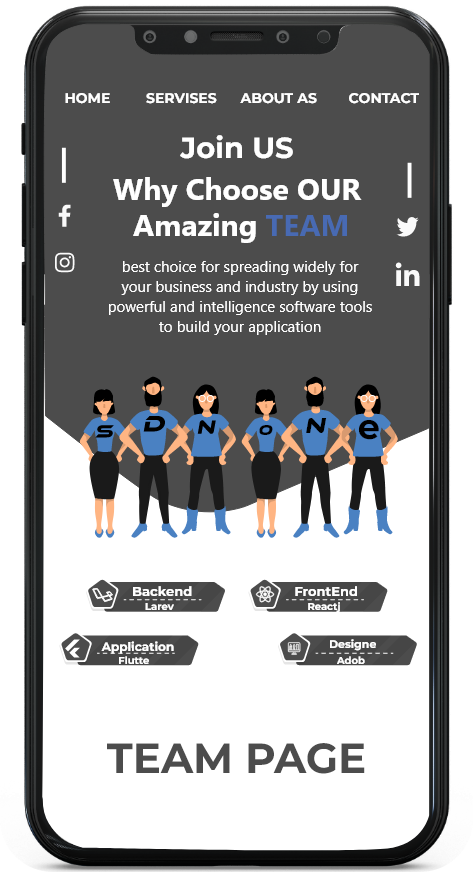 HOME SERVISES ABOUT AS CONTACT
Join US
Why Choose OUR
Amazing TEAM
best choice for spreading widely for
your business and industry by using
powerful and intelligence software tools
to build your application
S D N O N e
Backend FrontEnd
Larev Reactj
Application Designe
Flutte Adob
TEAM PAGE